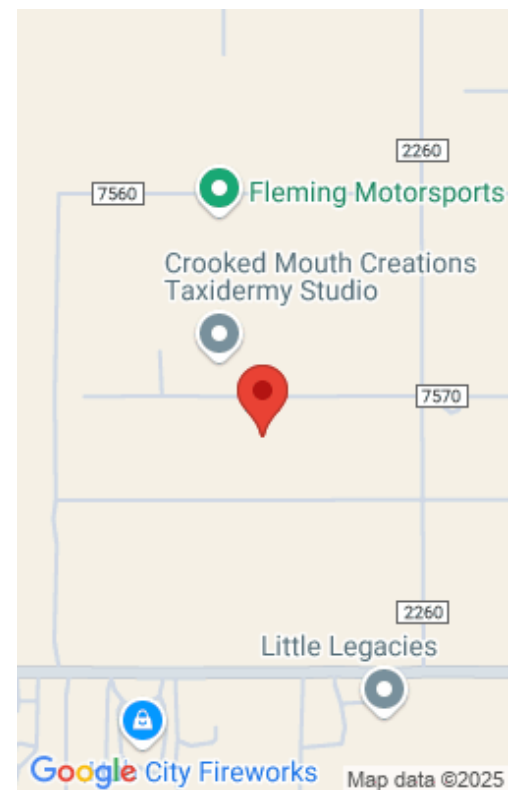 2260
7560
Fleming Motorsports
Crooked Mouth Creations
Taxidermy Studio
7570
2260
Little Legacies
Google
City Fireworks
Map data ©2025